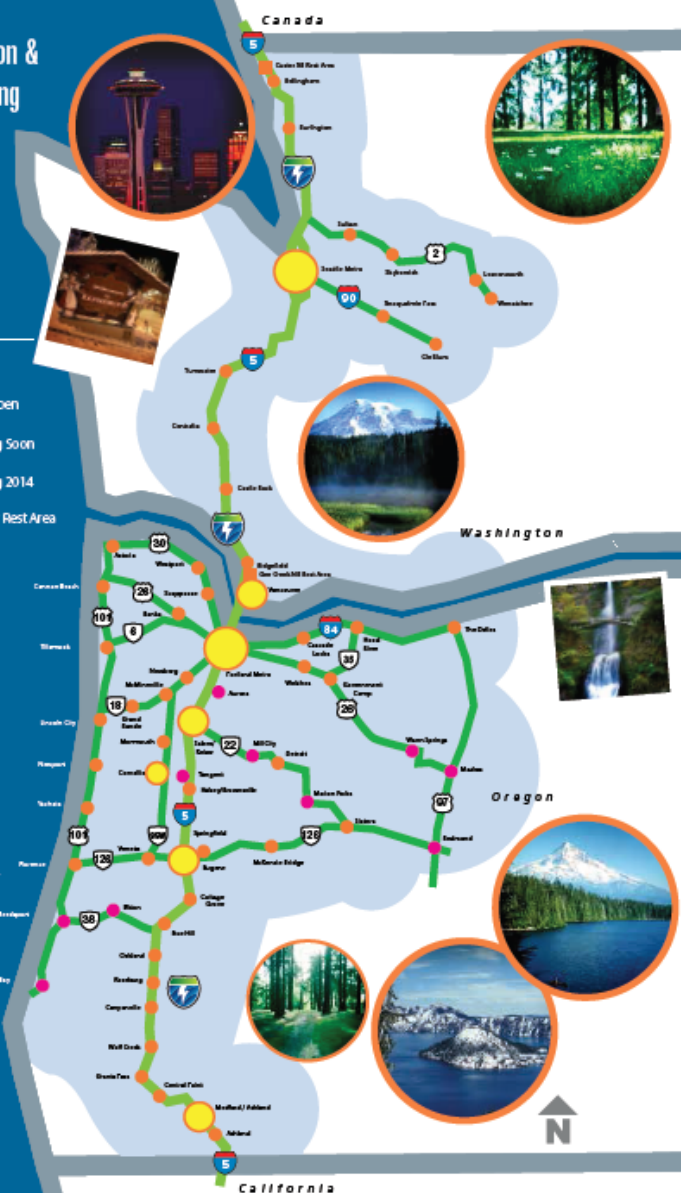 Canada
on &
ng
5
Custer Rest Area
Bellingham
Burlington
Sultan
Skykomish
2
Leavenworth
Wenatchee
Seattle Metro
90
Snoqualmie Pass
Cle Elum
5
Tumwater
Centralia
Castle Rock
pen
g Soon
g 2014
Rest Area
Washington
Ridgefield
Gee Creek Rest Area
Vancouver
30
Astoria
Westport
Cannon Beach
26
Scappoose
101
Banks
6
Tillamook
84
The Dalles
Cascade
Locks
Hood
River
35
Portland Metro
Newberg
McMinnville
Aurora
Welches
Government
Camp
26
18
Grand
Ronde
Lincoln City
Monmouth
Salem
Keizer
22
Mill City
Detroit
Warm Springs
Madras
Newport
Corvallis
Tangent
Halsey/Brownsville
Marion Forks
97
Oregon
Yachats
5
101
99W
Springfield
126
Sisters
Redmond
Florence
126
Veneta
Eugene
McKenzie Bridge
Cottage
Grove
Reedsport
38
Elkton
Rice Hill
Oakland
Roseburg
Canyonville
Wolf Creek
Grants Pass
Central Point
Medford / Ashland
Ashland
N
5
California